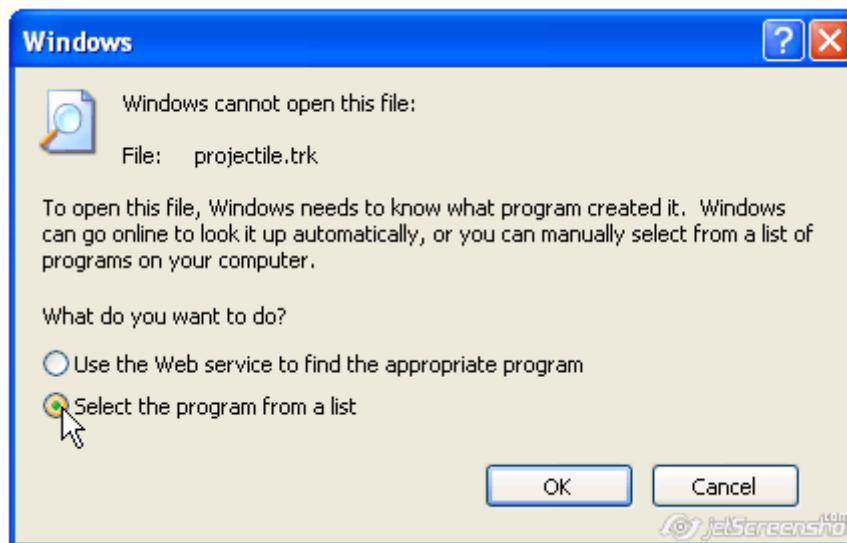 Windows
Windows cannot open this file:
File: projectile.trk
To open this file, Windows needs to know what program created it. Windows
can go online to look it up automatically, or you can manually select from a list of
programs on your computer.
What do you want to do?
Use the Web service to find the appropriate program
Select the program from a list
OK Cancel
jetScreenshot
.com